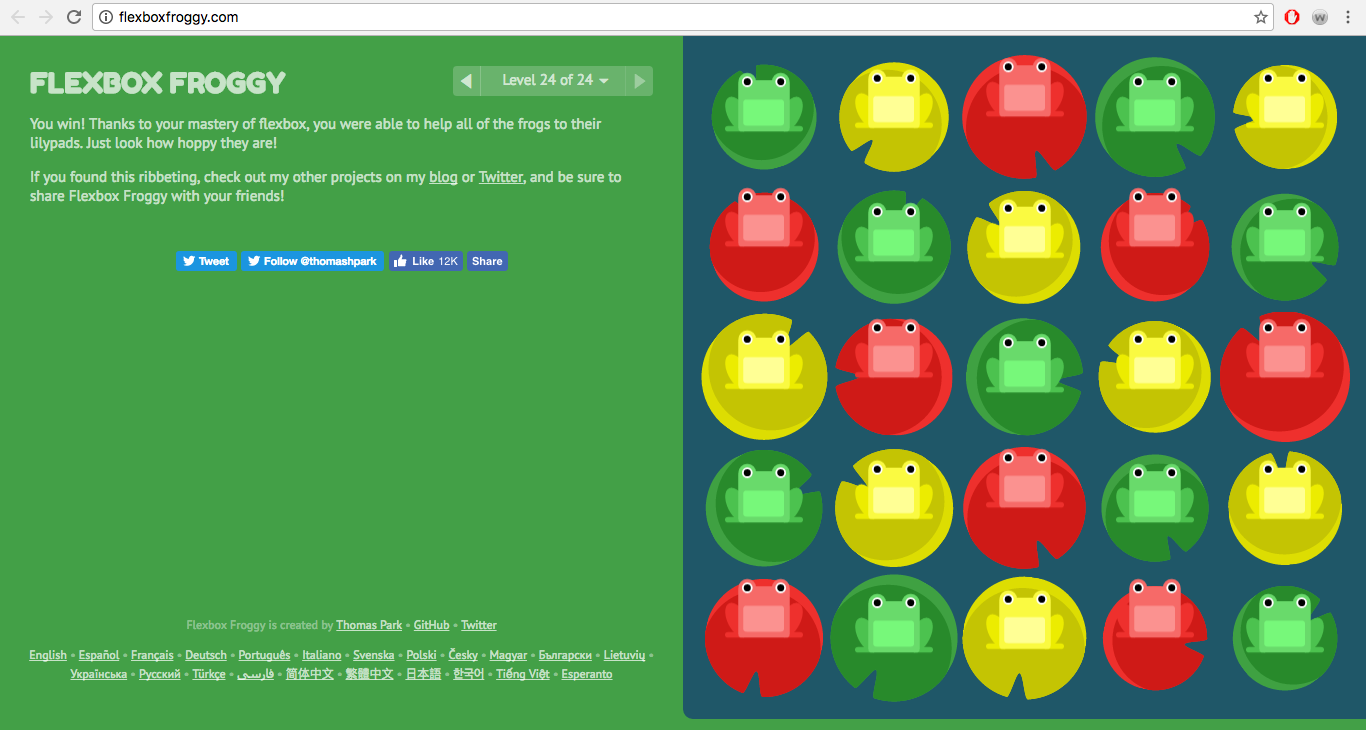 flexboxfroggy.com
W
FLEXBOX FROGGY
Level 24 of 24
You win! Thanks to your mastery of flexbox, you were able to help all of the frogs to their
lilypads. Just look how hoppy they are!
If you found this ribbeting, check out my other projects on my blog or Twitter, and be sure to
share Flexbox Froggy with your friends!
Tweet Follow @thomashpark Like 12K Share
Flexbox Froggy is created by Thomas Park • GitHub • Twitter
English • Español • Français • Deutsch • Português • Italiano • Svenska • Polski • Česky • Magyar • Български • Lietuvių •
Українська • Русский • Türkçe • فارسی • 简体中文 • 繁體中文 • 日本語 • 한국어 • Tiếng Việt • Esperanto